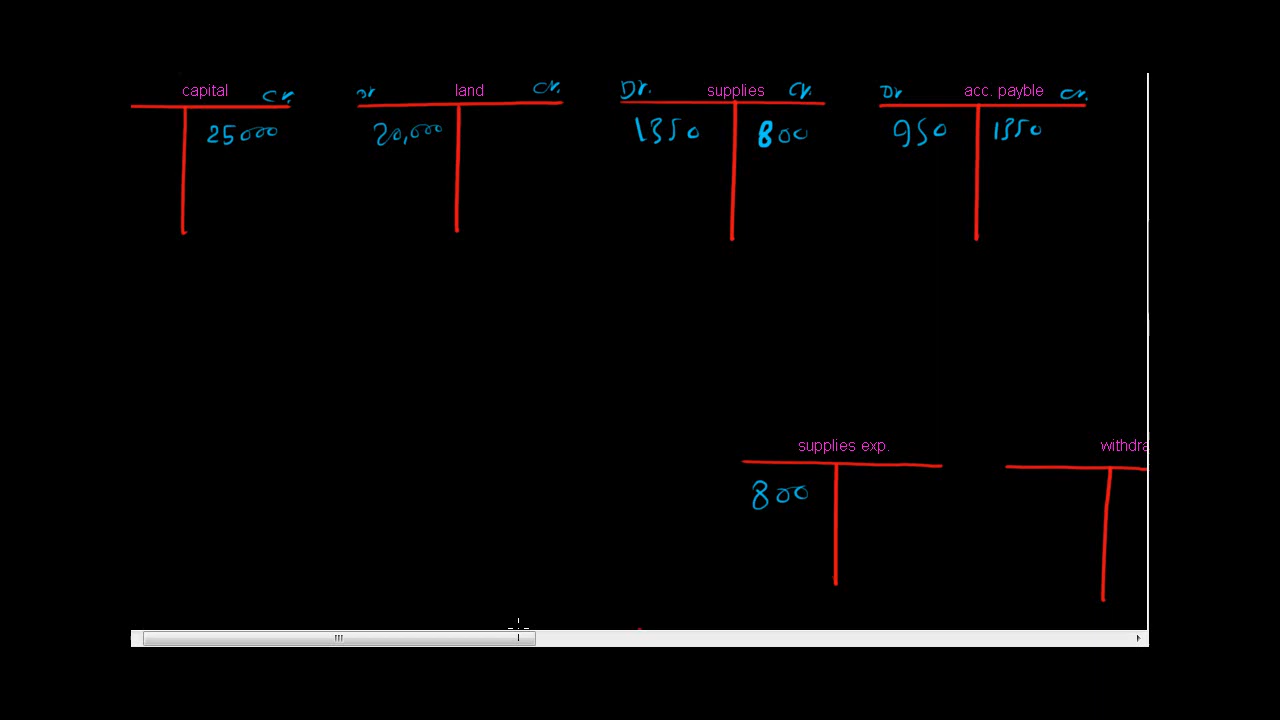 capital Cr. Dr land Cr. Dr. supplies Cr. Dr acc. payble Cr.
25000 20,000 1350 800 950 1350
supplies exp. withdra
800